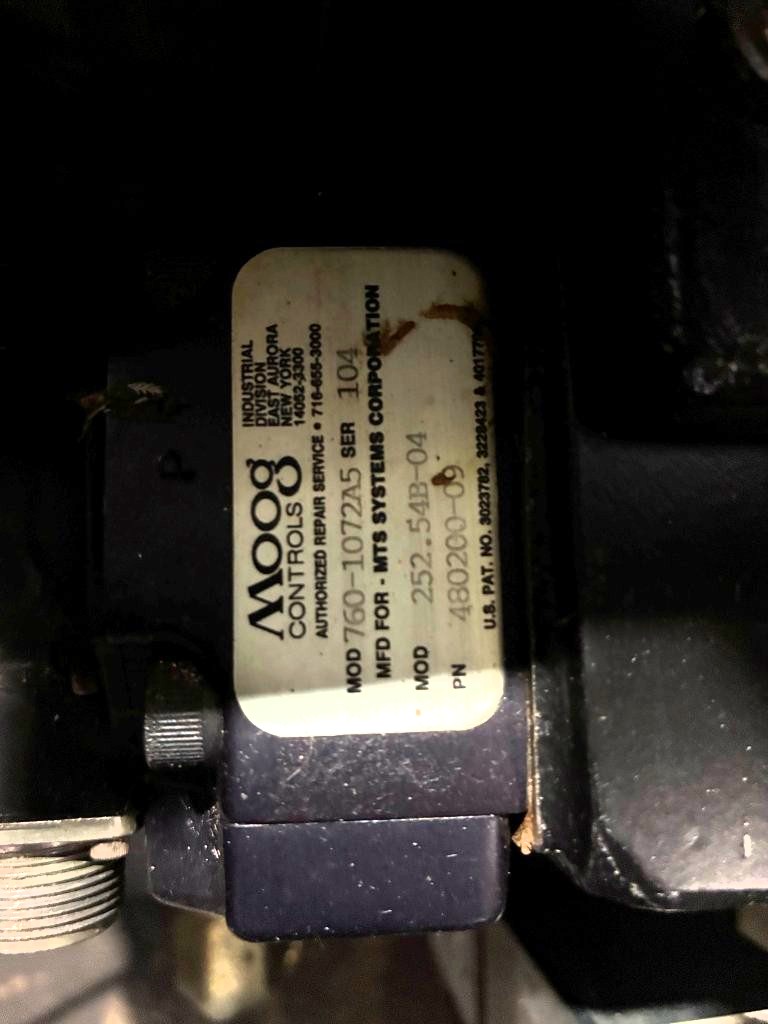 MOOG
CONTROLS
INDUSTRIAL
DIVISION
EAST AURORA
NEW YORK
14052-3300
AUTHORIZED REPAIR SERVICE • 716-655-3000
MOD 760-1072A5 SER 104
MFD FOR - MTS SYSTEMS CORPORATION
MOD 252.54B-04
PN 480200-09
U.S. PAT. NO. 3023782, 3228423 &
P